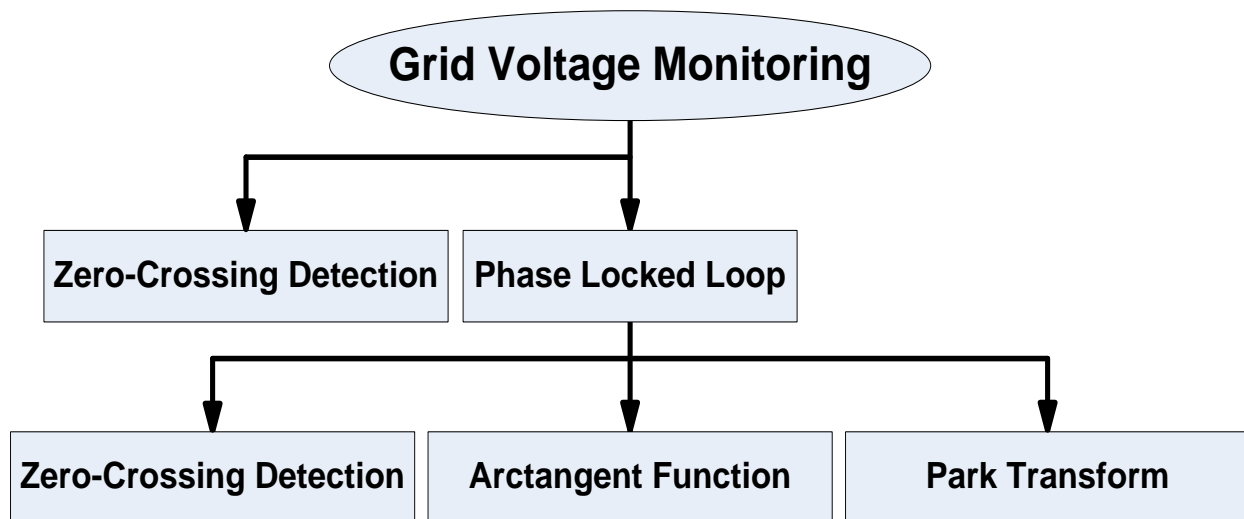 Grid Voltage Monitoring
Zero-Crossing Detection
Phase Locked Loop
Zero-Crossing Detection
Arctangent Function
Park Transform